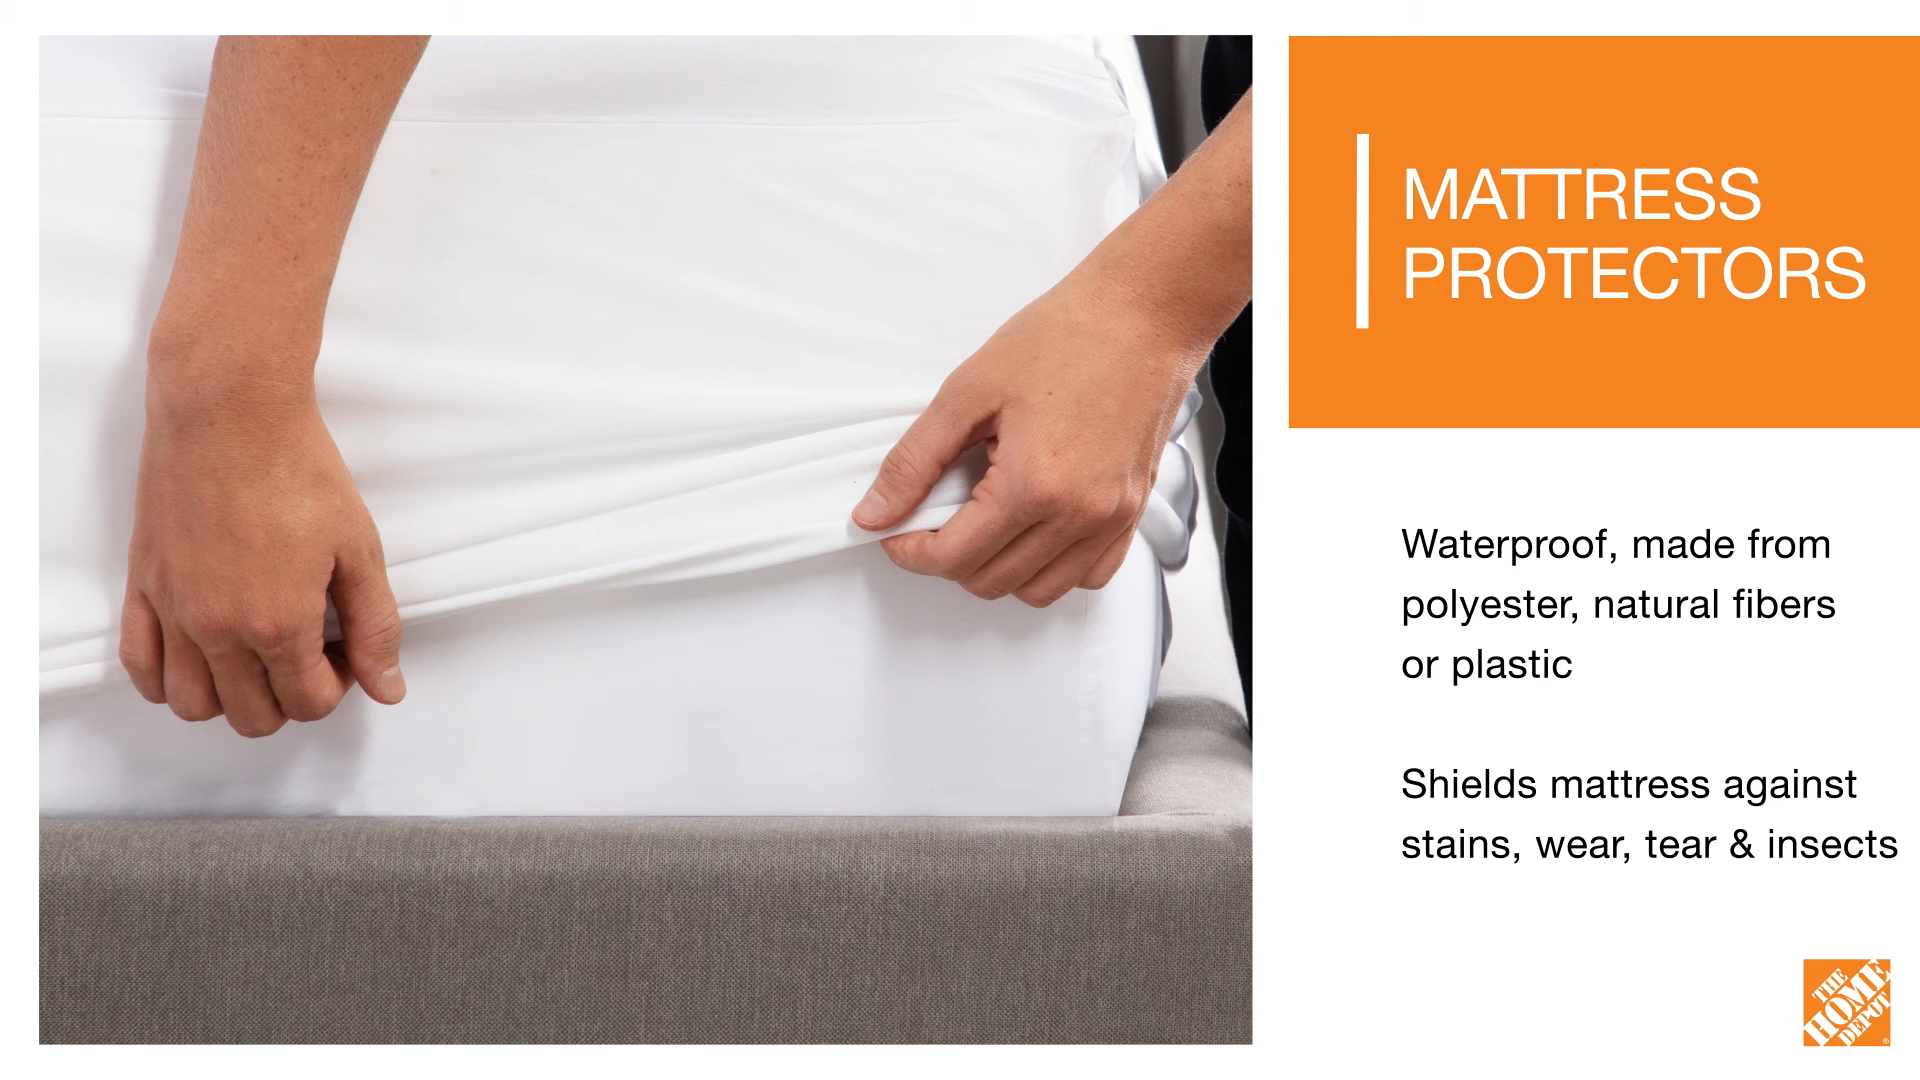 MATTRESS
PROTECTORS
Waterproof, made from
polyester, natural fibers
or plastic
Shields mattress against
stains, wear, tear & insects
THE
HOME
DEPOT
®